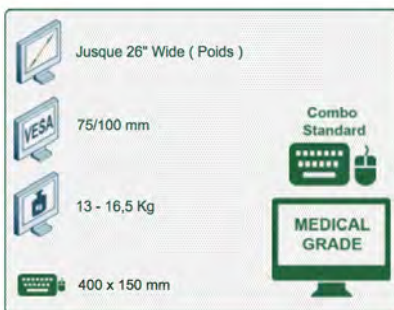 Jusque 26" Wide ( Poids )
VESA
75/100 mm
13 - 16,5 Kg
400 x 150 mm
Combo
Standard
MEDICAL
GRADE